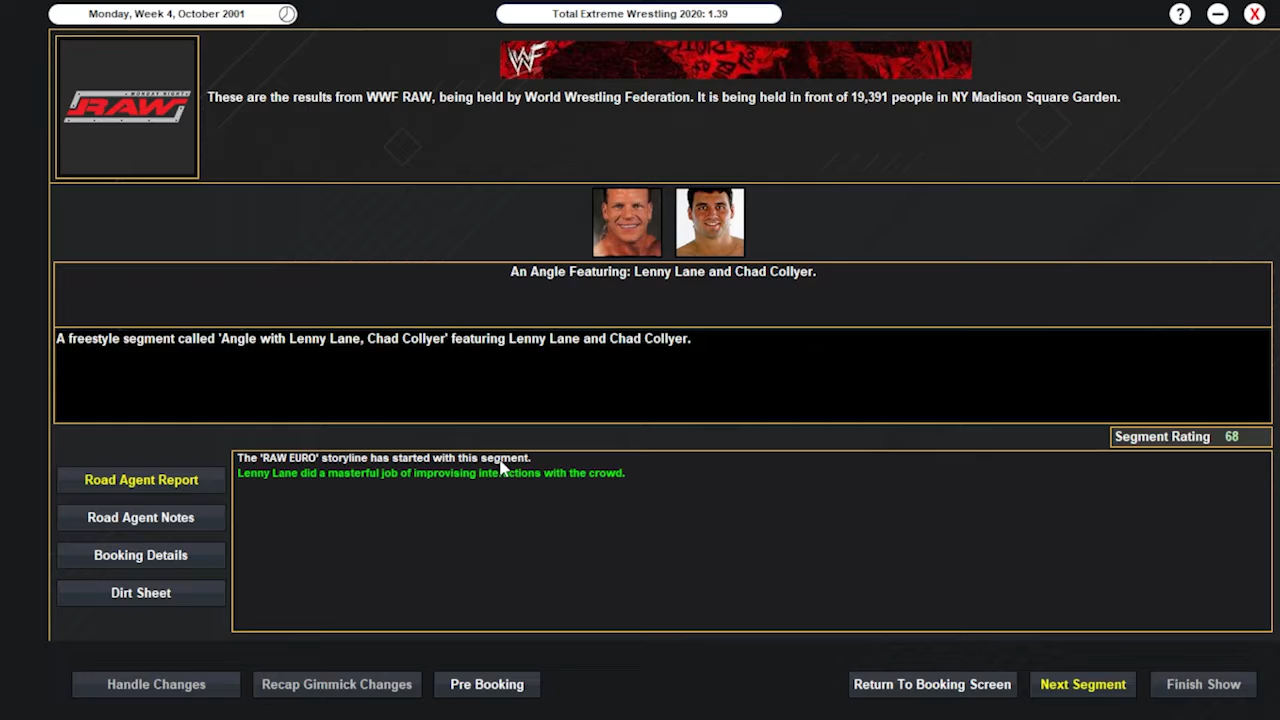 Monday, Week 4, October 2001
Total Extreme Wrestling 2020: 1.39
?
X
WF
MONDAY NIGHT
RAW
These are the results from WWF RAW, being held by World Wrestling Federation. It is being held in front of 19,391 people in NY Madison Square Garden.
An Angle Featuring: Lenny Lane and Chad Collyer.
A freestyle segment called 'Angle with Lenny Lane, Chad Collyer' featuring Lenny Lane and Chad Collyer.
Segment Rating 68
The 'RAW EURO' storyline has started with this segment.
Lenny Lane did a masterful job of improvising interactions with the crowd.
Road Agent Report
Road Agent Notes
Booking Details
Dirt Sheet
Handle Changes
Recap Gimmick Changes
Pre Booking
Return To Booking Screen
Next Segment
Finish Show